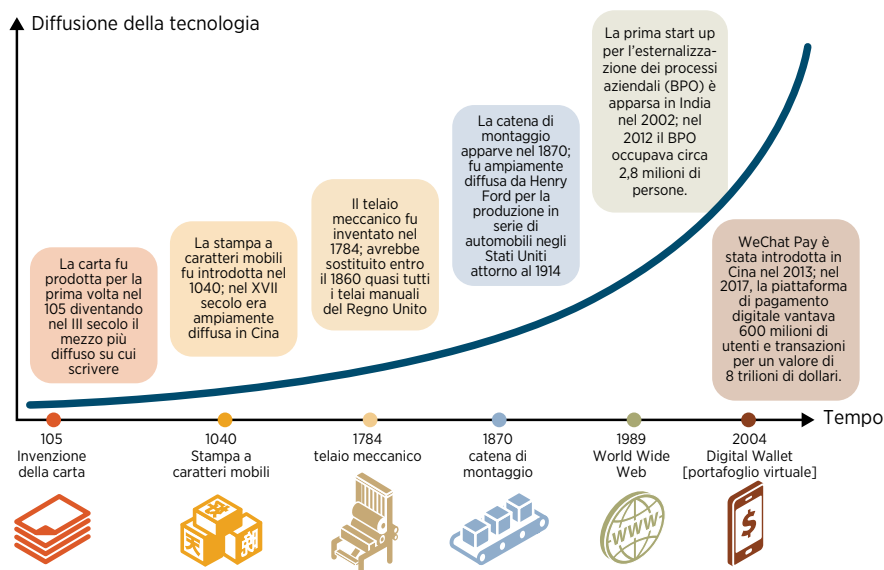 Diffusione della tecnologia
La carta fu
prodotta per la
prima volta nel
105 diventando
nel III secolo il
mezzo più
diffuso su cui
scrivere
La stampa a
caratteri mobili
fu introdotta nel
1040; nel XVII
secolo era
ampiamente
diffusa in Cina
Il telaio
meccanico fu
inventato nel
1784; avrebbe
sostituito entro
il 1860 quasi tutti
i telai manuali
del Regno Unito
La catena di
montaggio
apparve nel 1870;
fu ampiamente
diffusa da Henry
Ford per la
produzione in
serie di
automobili negli
Stati Uniti
attorno al 1914
La prima start up
per l'esternalizza-
zazione dei processi
aziendali (BPO) è
apparsa in India
nel 2002; nel
2012 il BPO
occupava circa
2,8 milioni di
persone.
WeChat Pay è
stata introdotta in
Cina nel 2013; nel
2017, la piattaforma
di pagamento
digitale vantava
600 milioni di
utenti e transazioni
per un valore di
8 trilioni di dollari.
Tempo
105
Invenzione
della carta
1040
Stampa a
caratteri mobili
1784
telaio meccanico
1870
catena di
montaggio
1989
World Wide
Web
2004
Digital Wallet
[portafoglio virtuale]
天
WWW
$